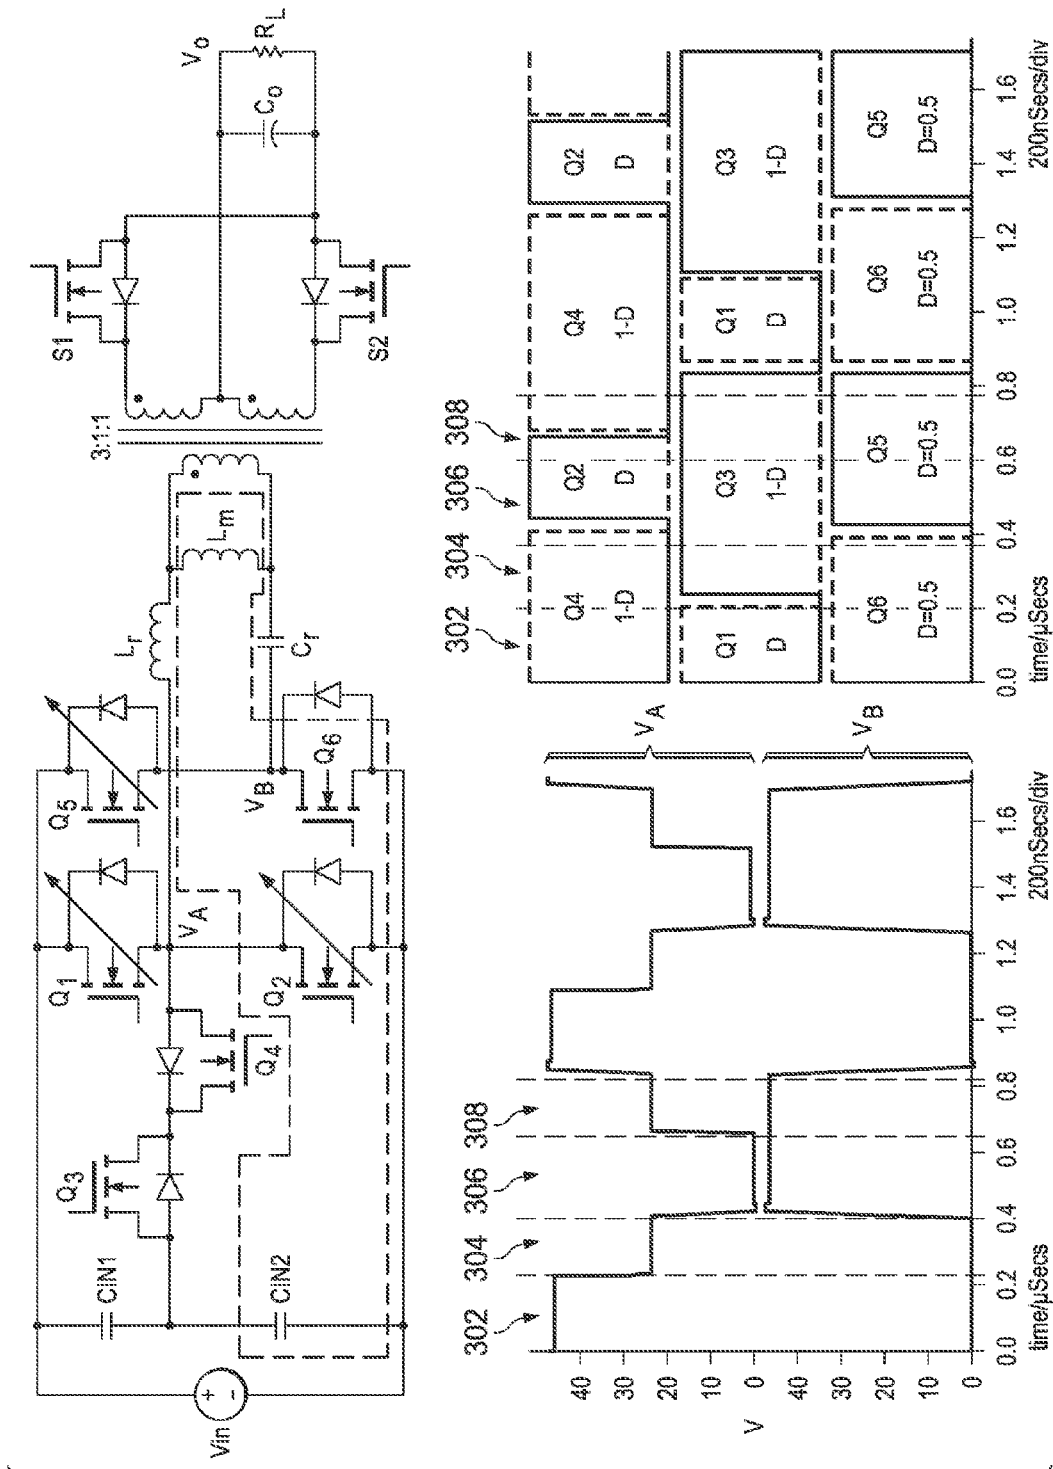 Vin
+
-
CiN1
CiN2
Q3
Q4
Q1
Q2
VA
Q5
VB
Q6
Lr
Cr
Lm
3:1:1
S1
S2
Co
Vo
RL
302
304
306
308
V
40
30
20
10
0
40
30
20
10
0
VA
VB
0.0
0.2
0.4
0.6
0.8
1.0
1.2
1.4
1.6
time/µSecs
200nSecs/div
302
304
306
308
Q4
1-D
Q2
D
Q4
1-D
Q2
D
Q1
D
Q3
1-D
Q1
D
Q3
1-D
Q6
D=0.5
Q5
D=0.5
Q6
D=0.5
Q5
D=0.5
0.0
0.2
0.4
0.6
0.8
1.0
1.2
1.4
1.6
time/µSecs
200nSecs/div